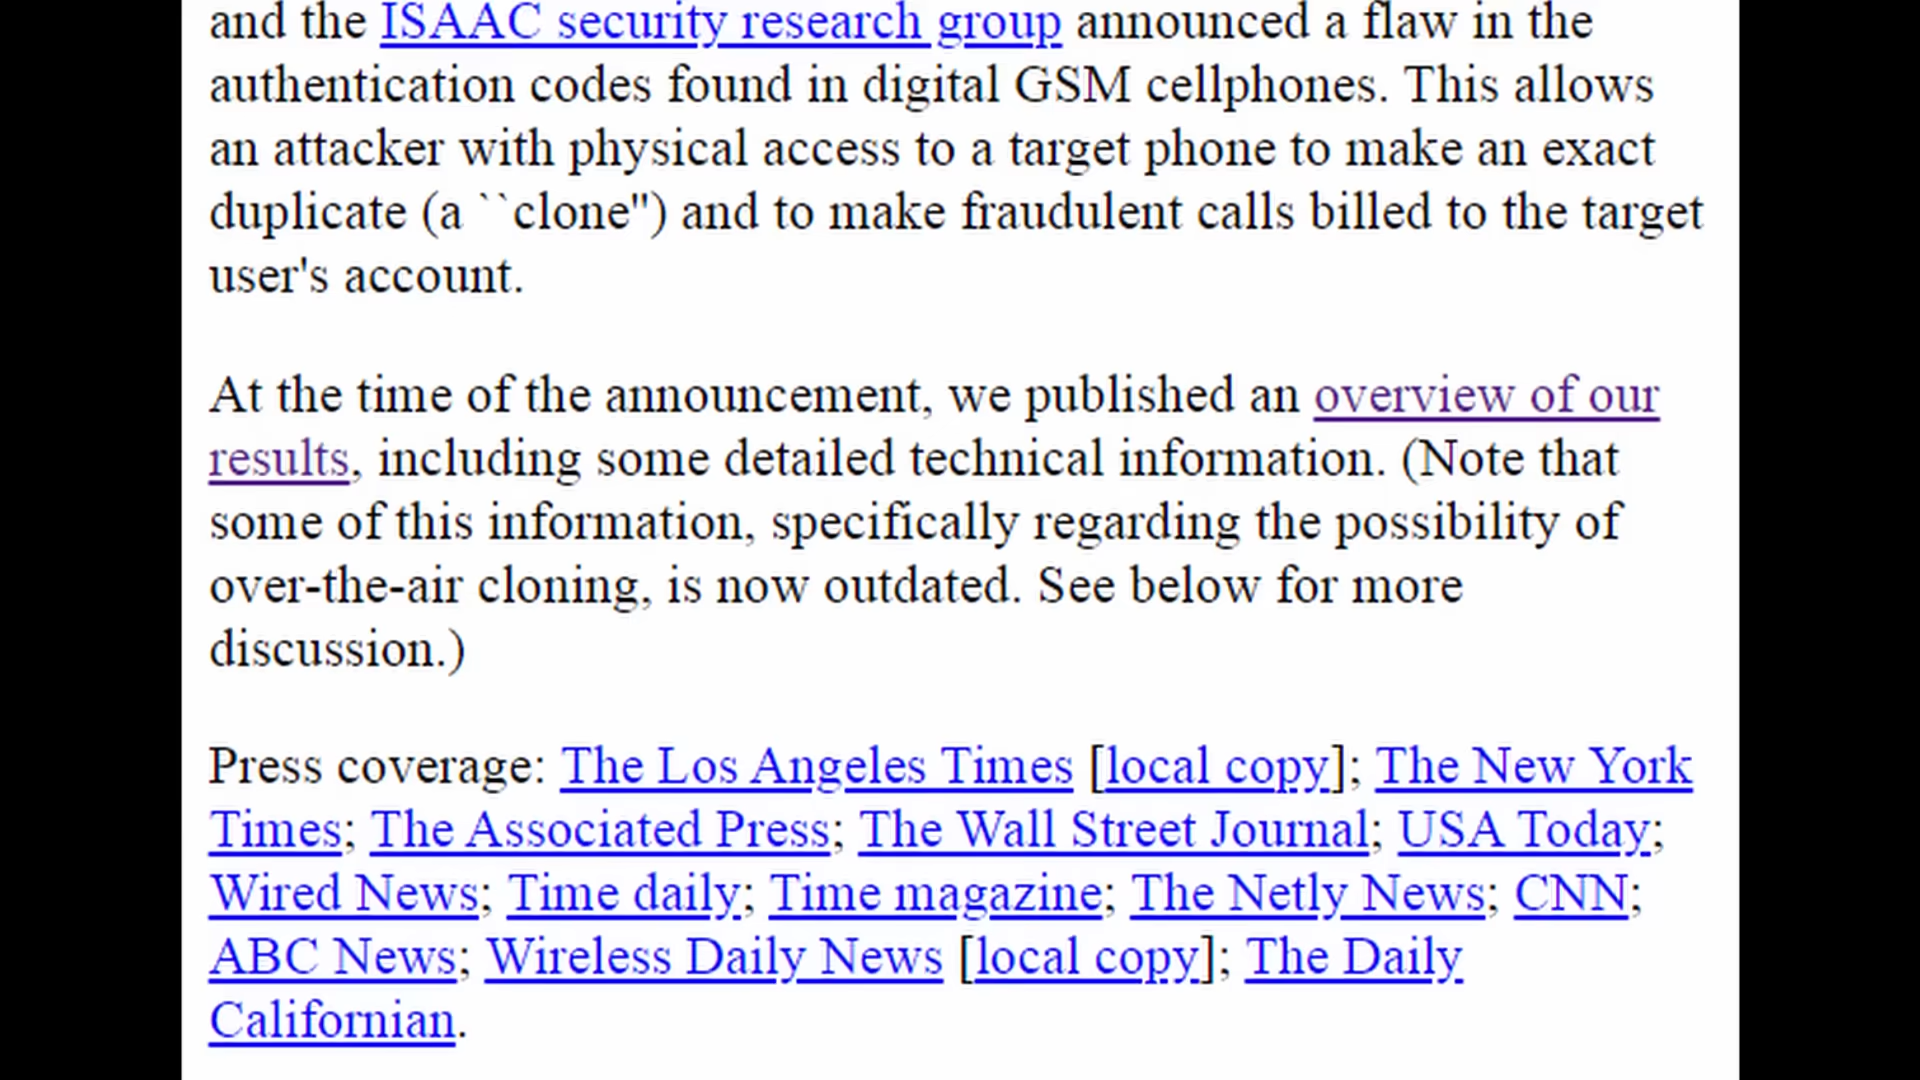 and the ISAAC security research group announced a flaw in the
authentication codes found in digital GSM cellphones. This allows
an attacker with physical access to a target phone to make an exact
duplicate (a ``clone") and to make fraudulent calls billed to the target
user's account.
At the time of the announcement, we published an overview of our
results, including some detailed technical information. (Note that
some of this information, specifically regarding the possibility of
over-the-air cloning, is now outdated. See below for more
discussion.)
Press coverage: The Los Angeles Times [local copy]; The New York
Times; The Associated Press; The Wall Street Journal; USA Today;
Wired News; Time daily; Time magazine; The Netly News; CNN;
ABC News; Wireless Daily News [local copy]; The Daily
Californian.